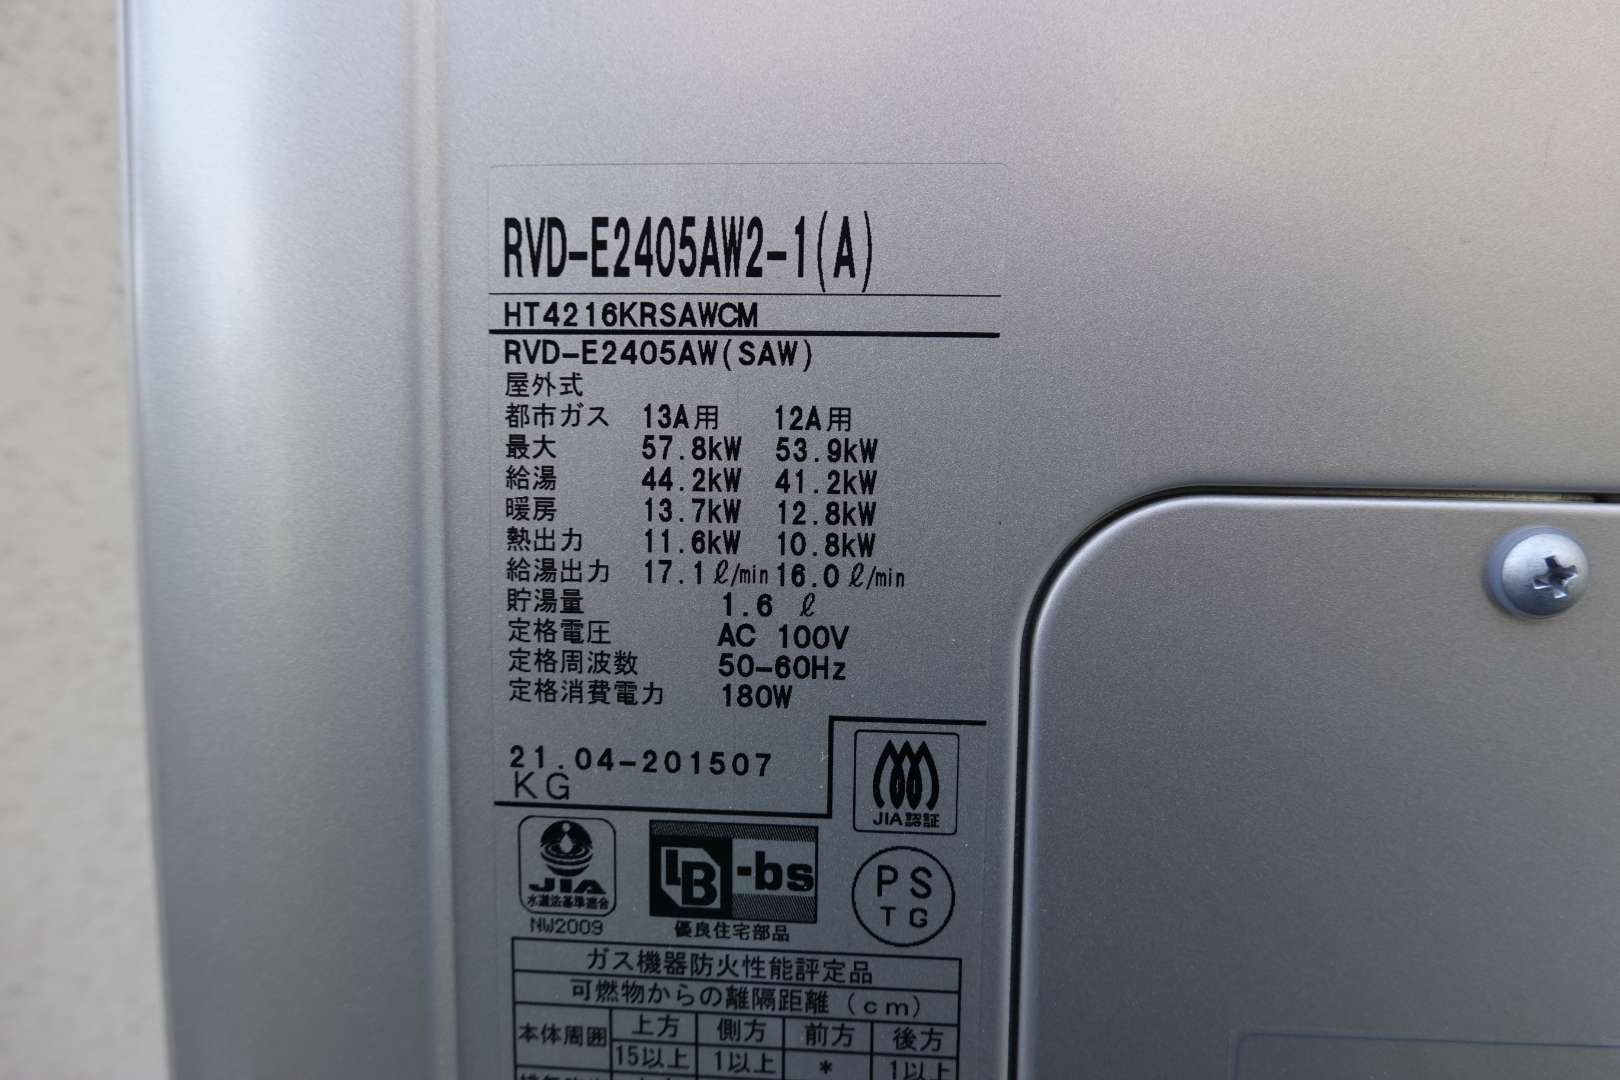 RVD-E2405AW2-1(A)
HT4216KRSAWCM
RVD-E2405AW(SAW)
屋外式
都市ガス 13A用 12A用
最大 57.8kW 53.9kW
給湯 44.2kW 41.2kW
暖房 13.7kW 12.8kW
熱出力 11.6kW 10.8kW
給湯出力 17.1ℓ/min 16.0ℓ/min
貯湯量 1.6 ℓ
定格電圧 AC 100V
定格周波数 50-60Hz
定格消費電力 180W
21.04-201507
KG
JIA認証
JIA
水道法基準適合
NW2009
LB-bs
優良住宅部品
PS
TG
ガス機器防火性能評定品
可燃物からの離隔距離(cm)
本体周囲 上方 側方 前方 後方
15以上 1以上 * 1以上